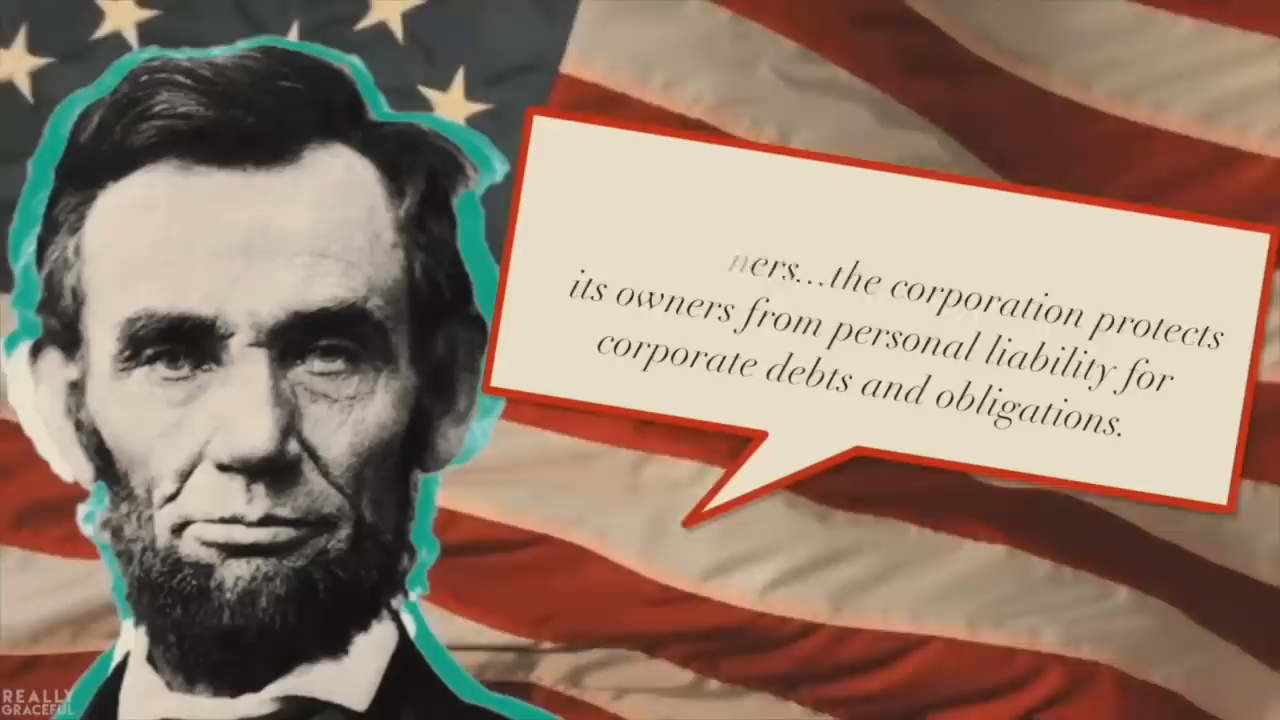 ners...the corporation protects
its owners from personal liability for
corporate debts and obligations.
REALLY
GRACEFUL